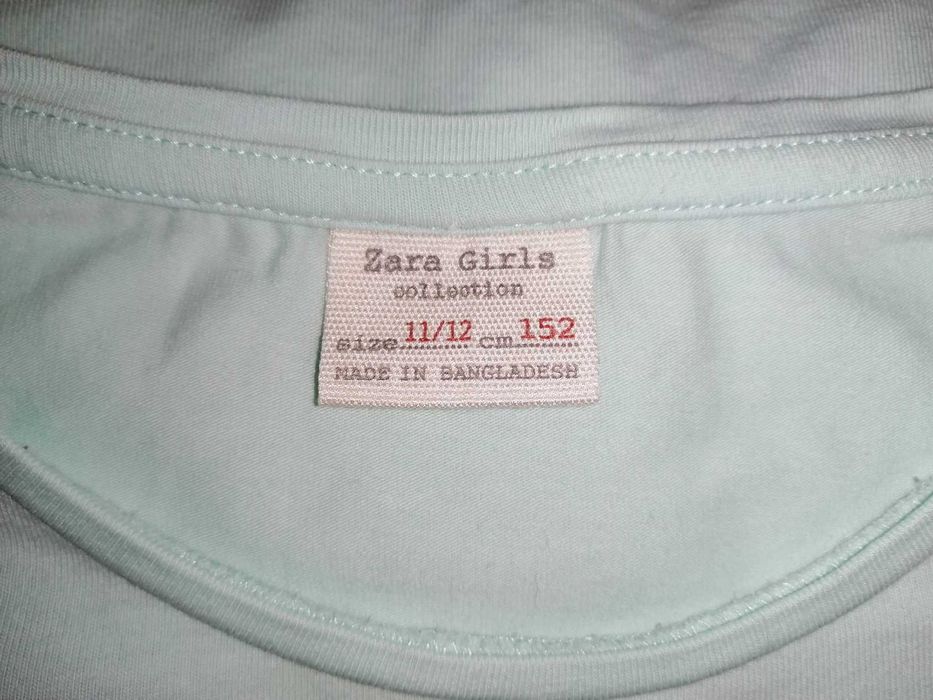 Zara Girls
collection
size 11/12 cm 152
MADE IN BANGLADESH